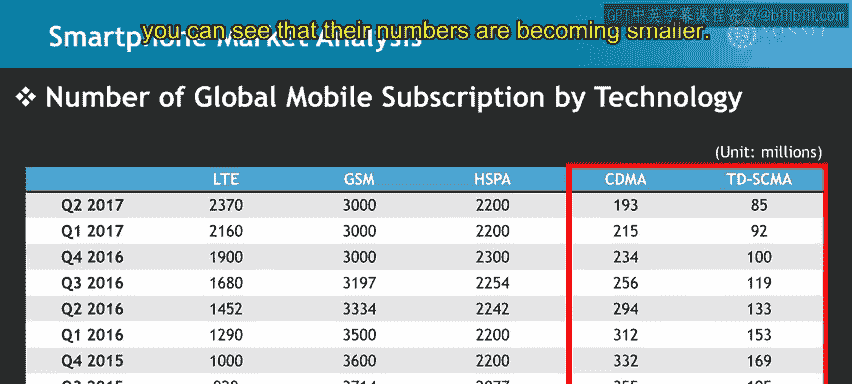 you can see that their numbers are becoming smaller.
Smartphone Market Analysis
❖ Number of Global Mobile Subscription by Technology
(Unit: millions)
LTE GSM HSPA CDMA TD-SCMA
Q2 2017 2370 3000 2200 193 85
Q1 2017 2160 3000 2200 215 92
Q4 2016 1900 3000 2300 234 100
Q3 2016 1680 3197 2254 256 119
Q2 2016 1452 3334 2242 294 133
Q1 2016 1290 3500 2200 312 153
Q4 2015 1000 3600 2200 332 169